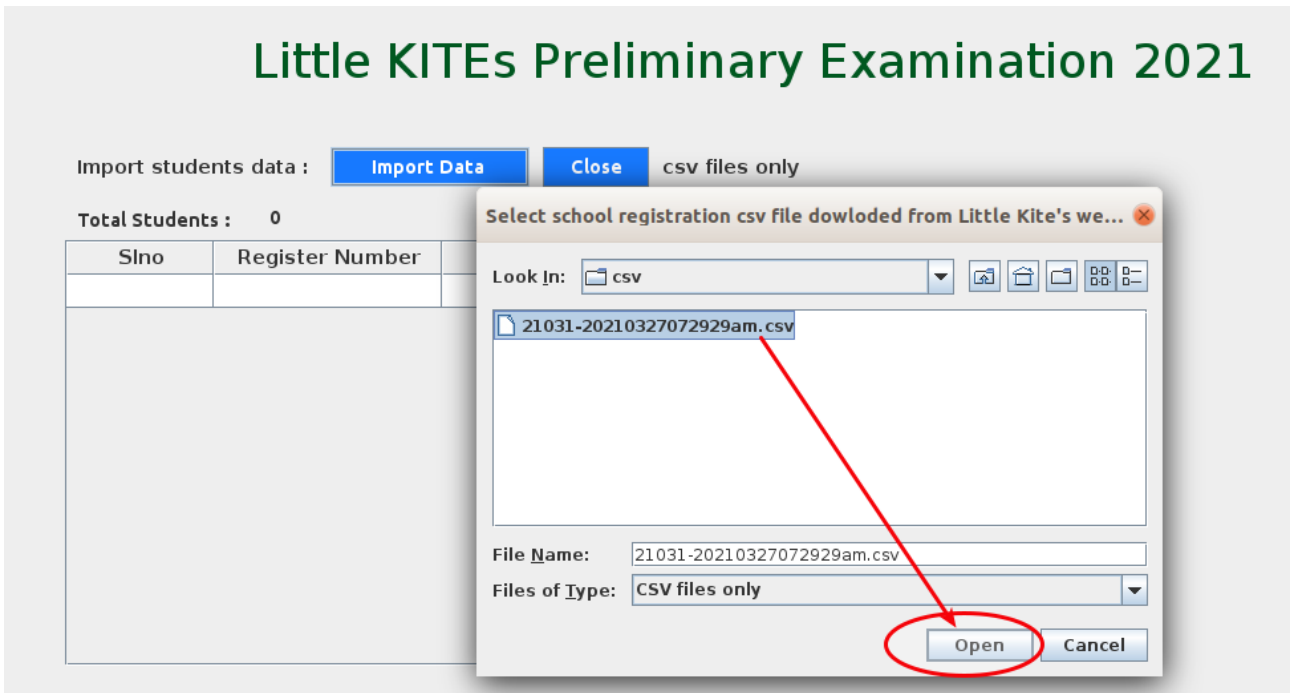 Little KITEs Preliminary Examination 2021
Import students data : Import Data Close csv files only
Total Students : 0
Slno Register Number
Select school registration csv file dowloded from Little Kite's we...
Look In: csv
21031-20210327072929am.csv
File Name: 21031-20210327072929am.csv
Files of Type: CSV files only
Open Cancel